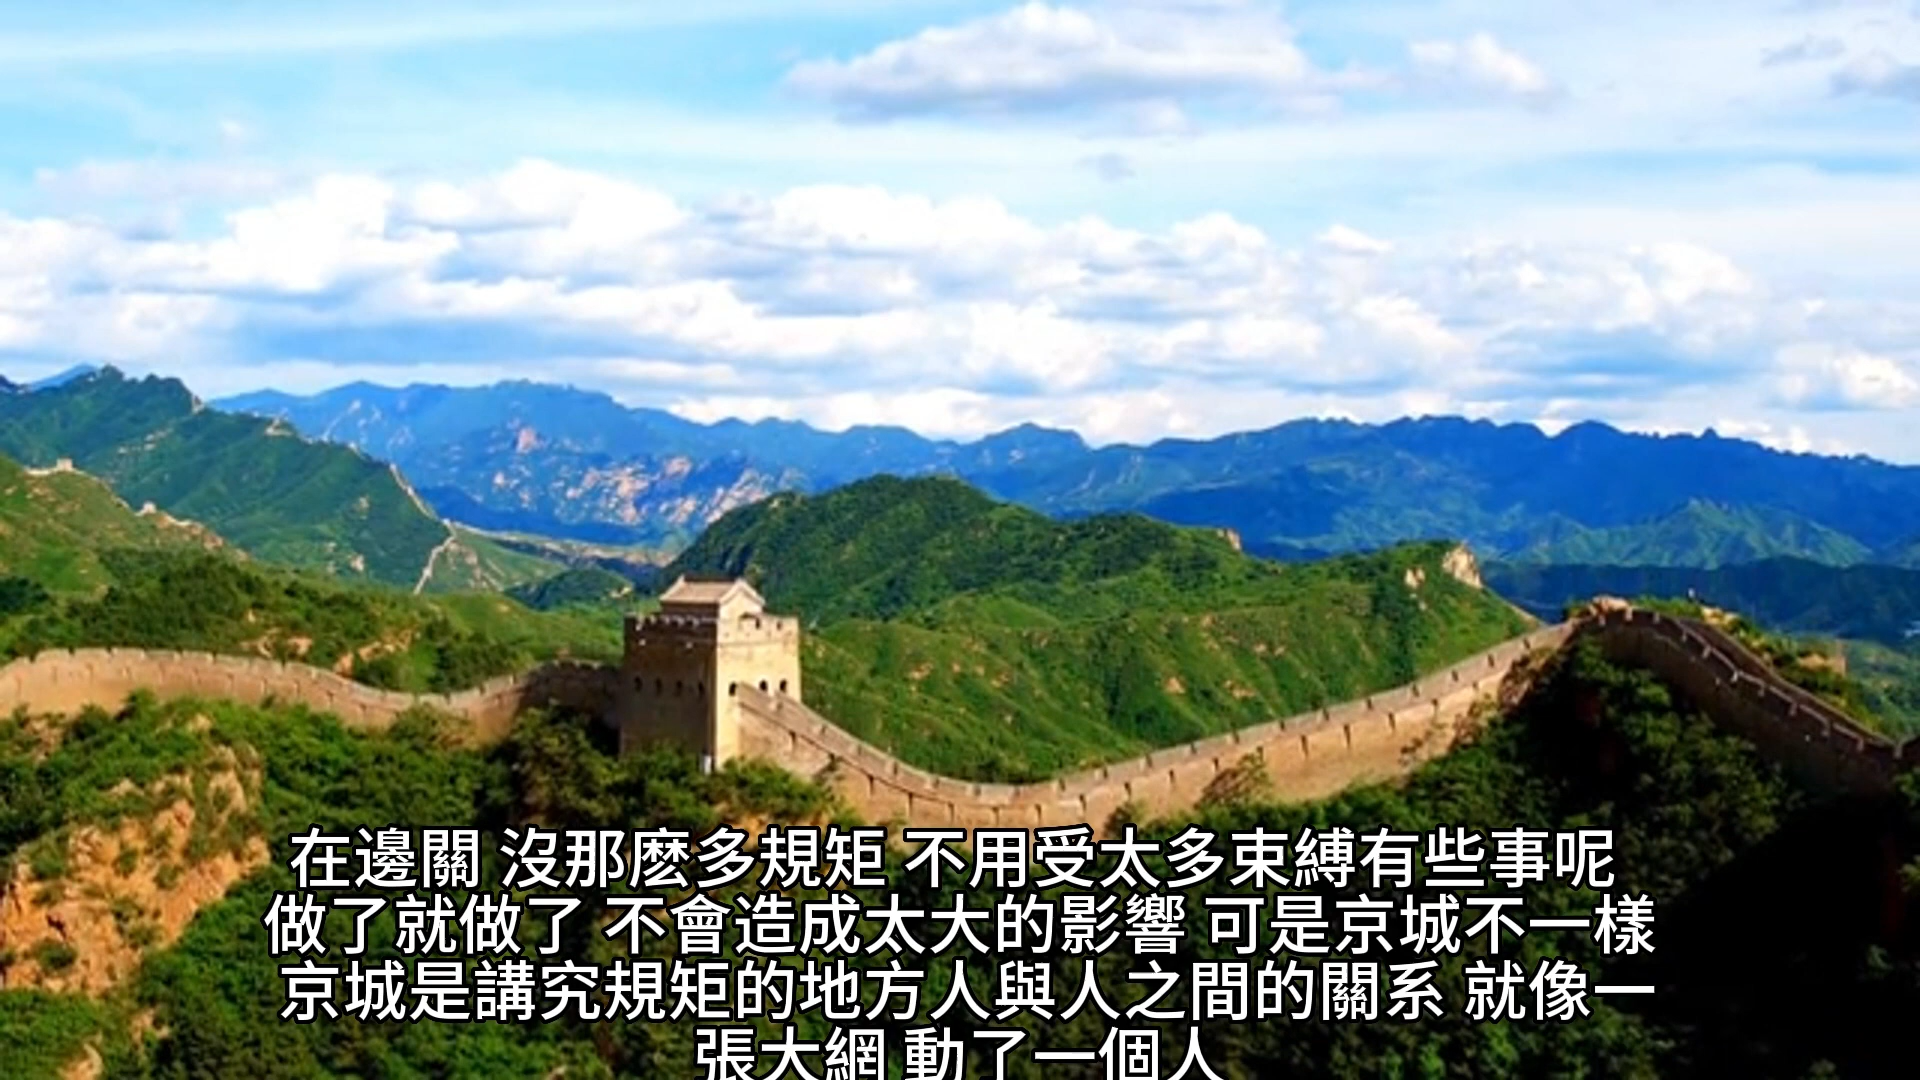 在邊關 沒那麽多規矩 不用受太多束縛有些事呢
做了就做了 不會造成太大的影響 可是京城不一樣
京城是講究規矩的地方人與人之間的關系 就像一
張大網 動了一個人